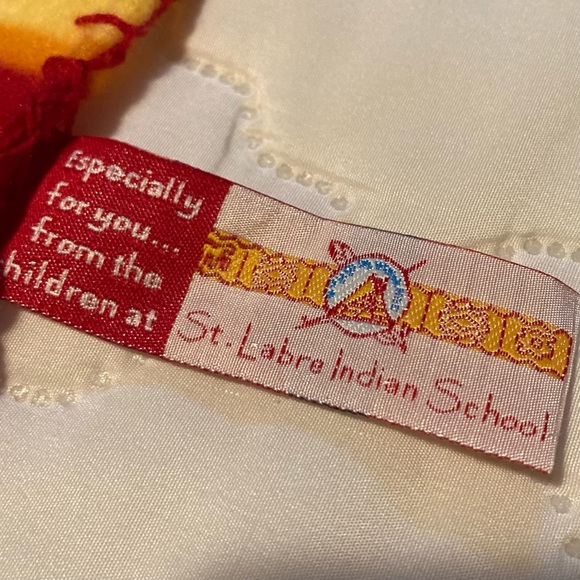 Especially
for you...
from the
children at
St. Labre Indian School